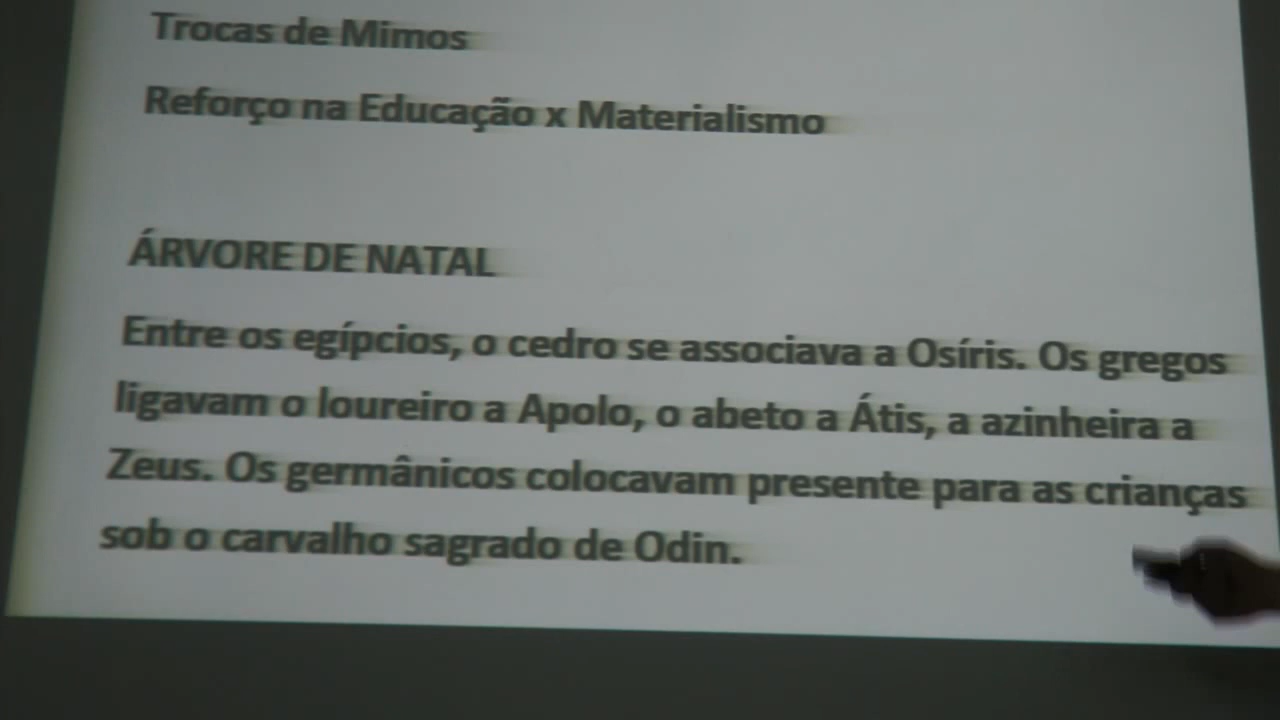 Trocas de Mimos
Reforço na Educação x Materialismo
ÁRVORE DE NATAL
Entre os egípcios, o cedro se associava a Osíris. Os gregos
ligavam o loureiro a Apolo, o abeto a Átis, a azinheira a
Zeus. Os germânicos colocavam presente para as crianças
sob o carvalho sagrado de Odin.